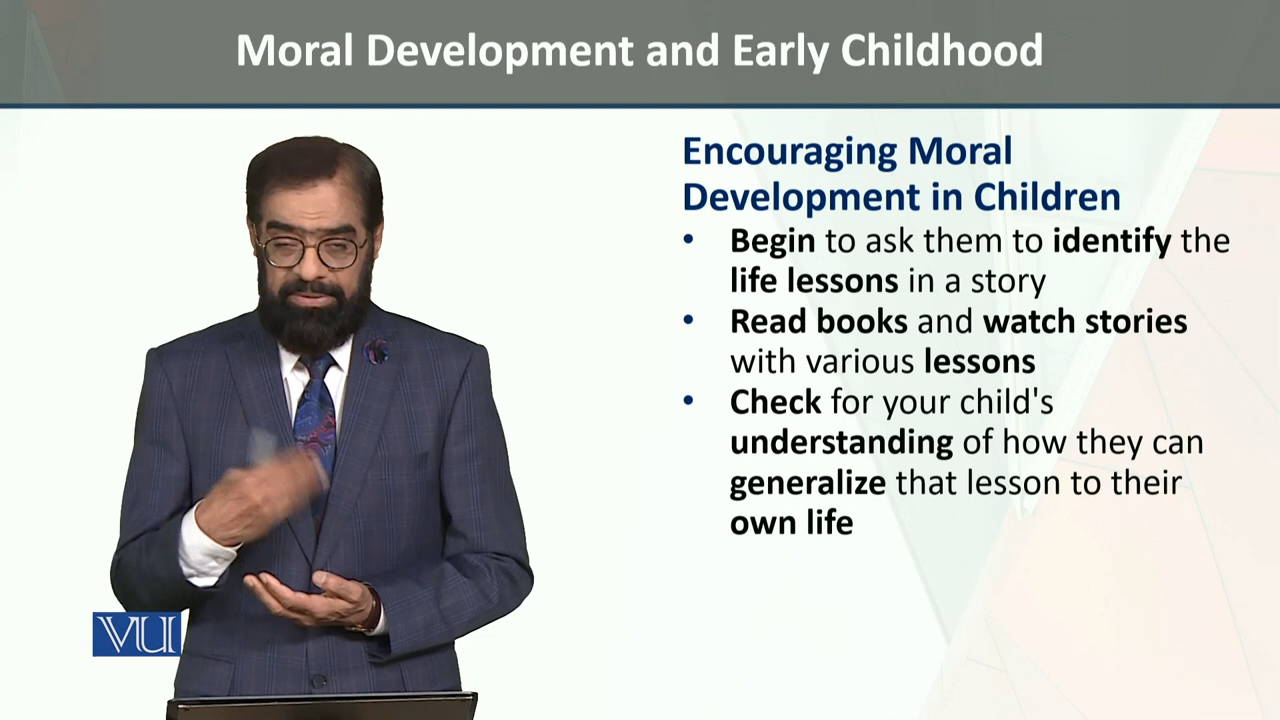 Moral Development and Early Childhood
Encouraging Moral
Development in Children
• Begin to ask them to identify the
life lessons in a story
• Read books and watch stories
with various lessons
• Check for your child's
understanding of how they can
generalize that lesson to their
own life
VU